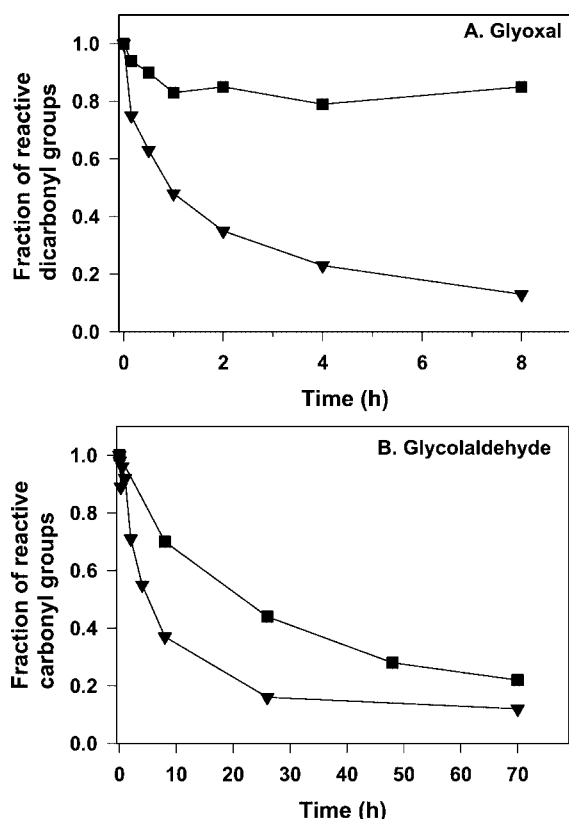 A. Glyoxal
Fraction of reactive
dicarbonyl groups
1.0
0.8
0.6
0.4
0.2
0.0
0 2 4 6 8
Time (h)
B. Glycolaldehyde
Fraction of reactive
carbonyl groups
1.0
0.8
0.6
0.4
0.2
0.0
0 10 20 30 40 50 60 70
Time (h)